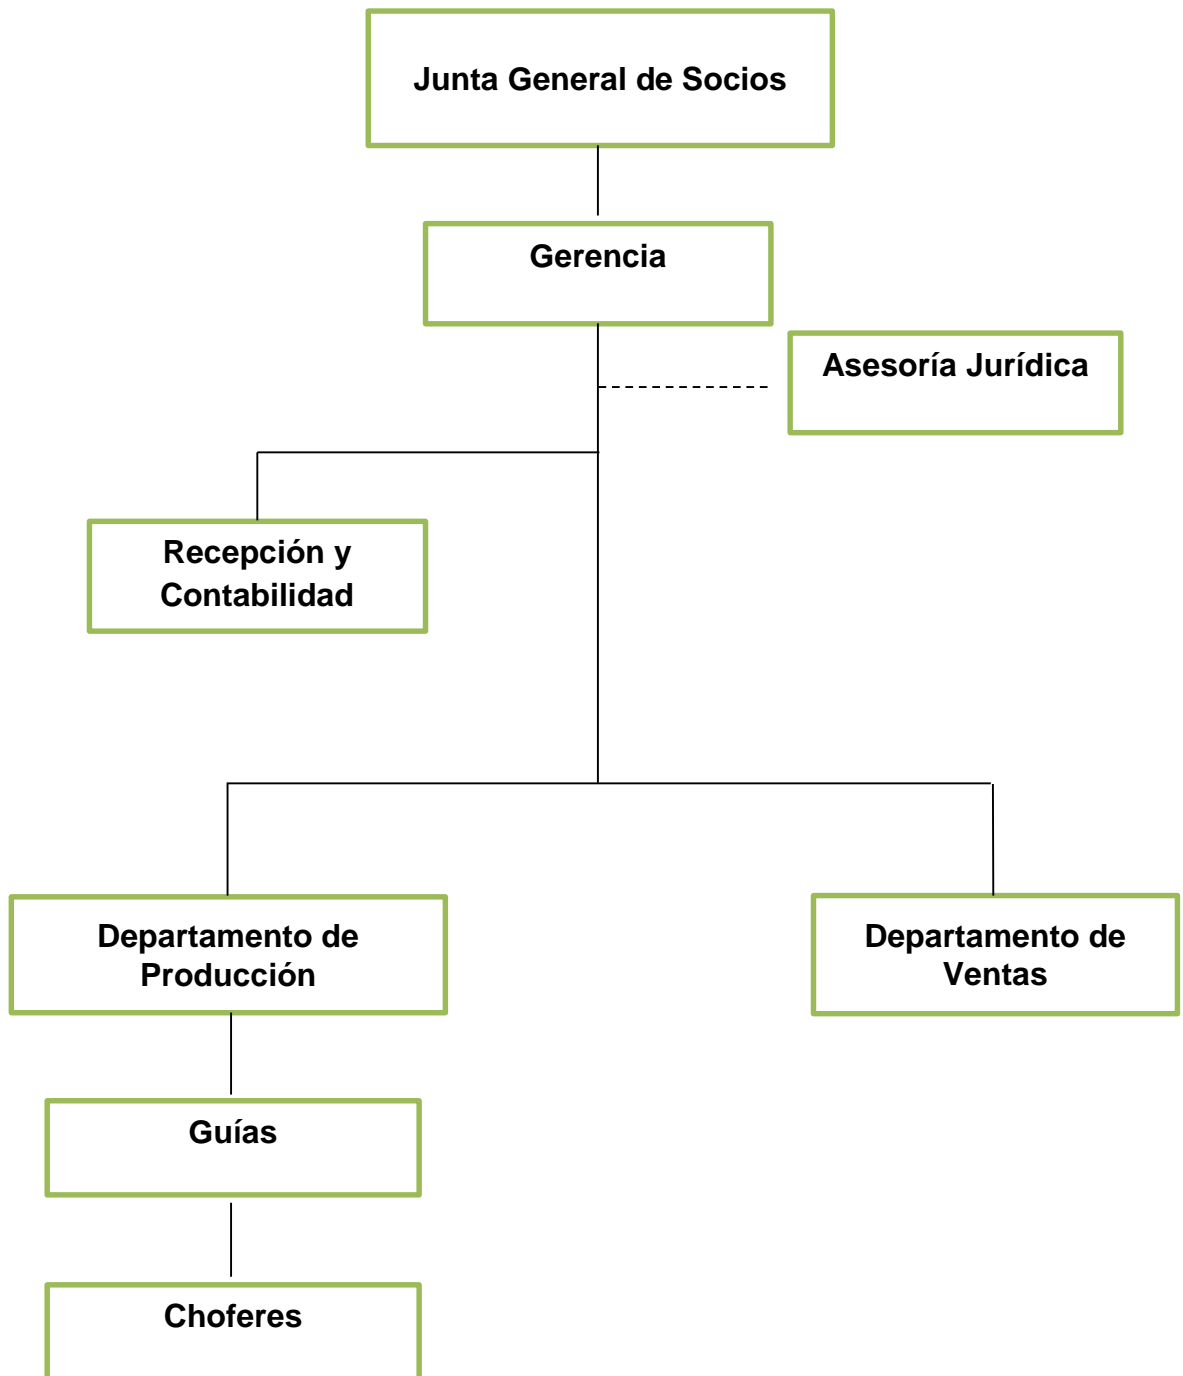 Junta General de Socios
Gerencia
Asesoría Jurídica
Recepción y
Contabilidad
Departamento de
Producción
Departamento de
Ventas
Guías
Choferes